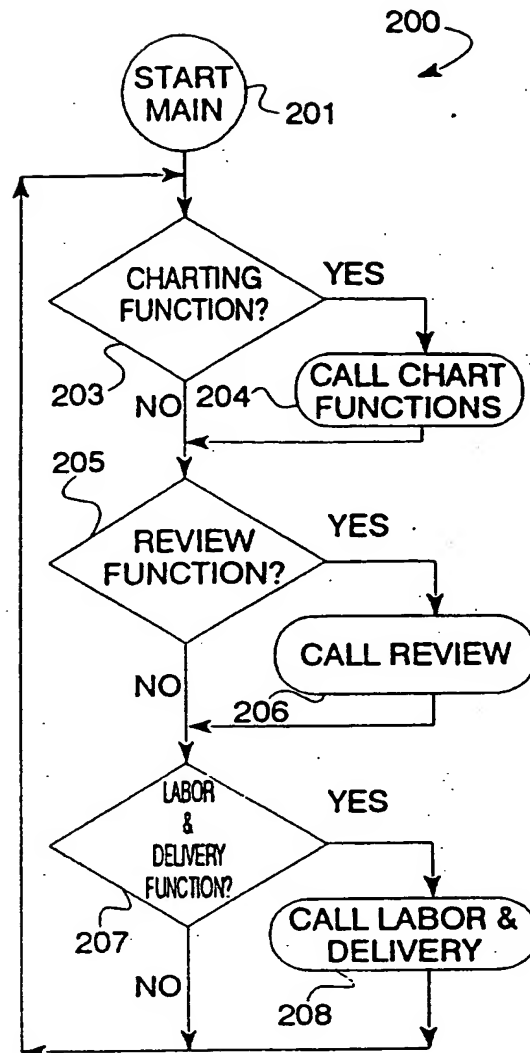 200
START
MAIN
201
CHARTING
FUNCTION?
YES
203
NO
204
CALL CHART
FUNCTIONS
205
REVIEW
FUNCTION?
YES
CALL REVIEW
NO
206
LABOR
&
DELIVERY
FUNCTION?
YES
207
CALL LABOR &
DELIVERY
NO
208